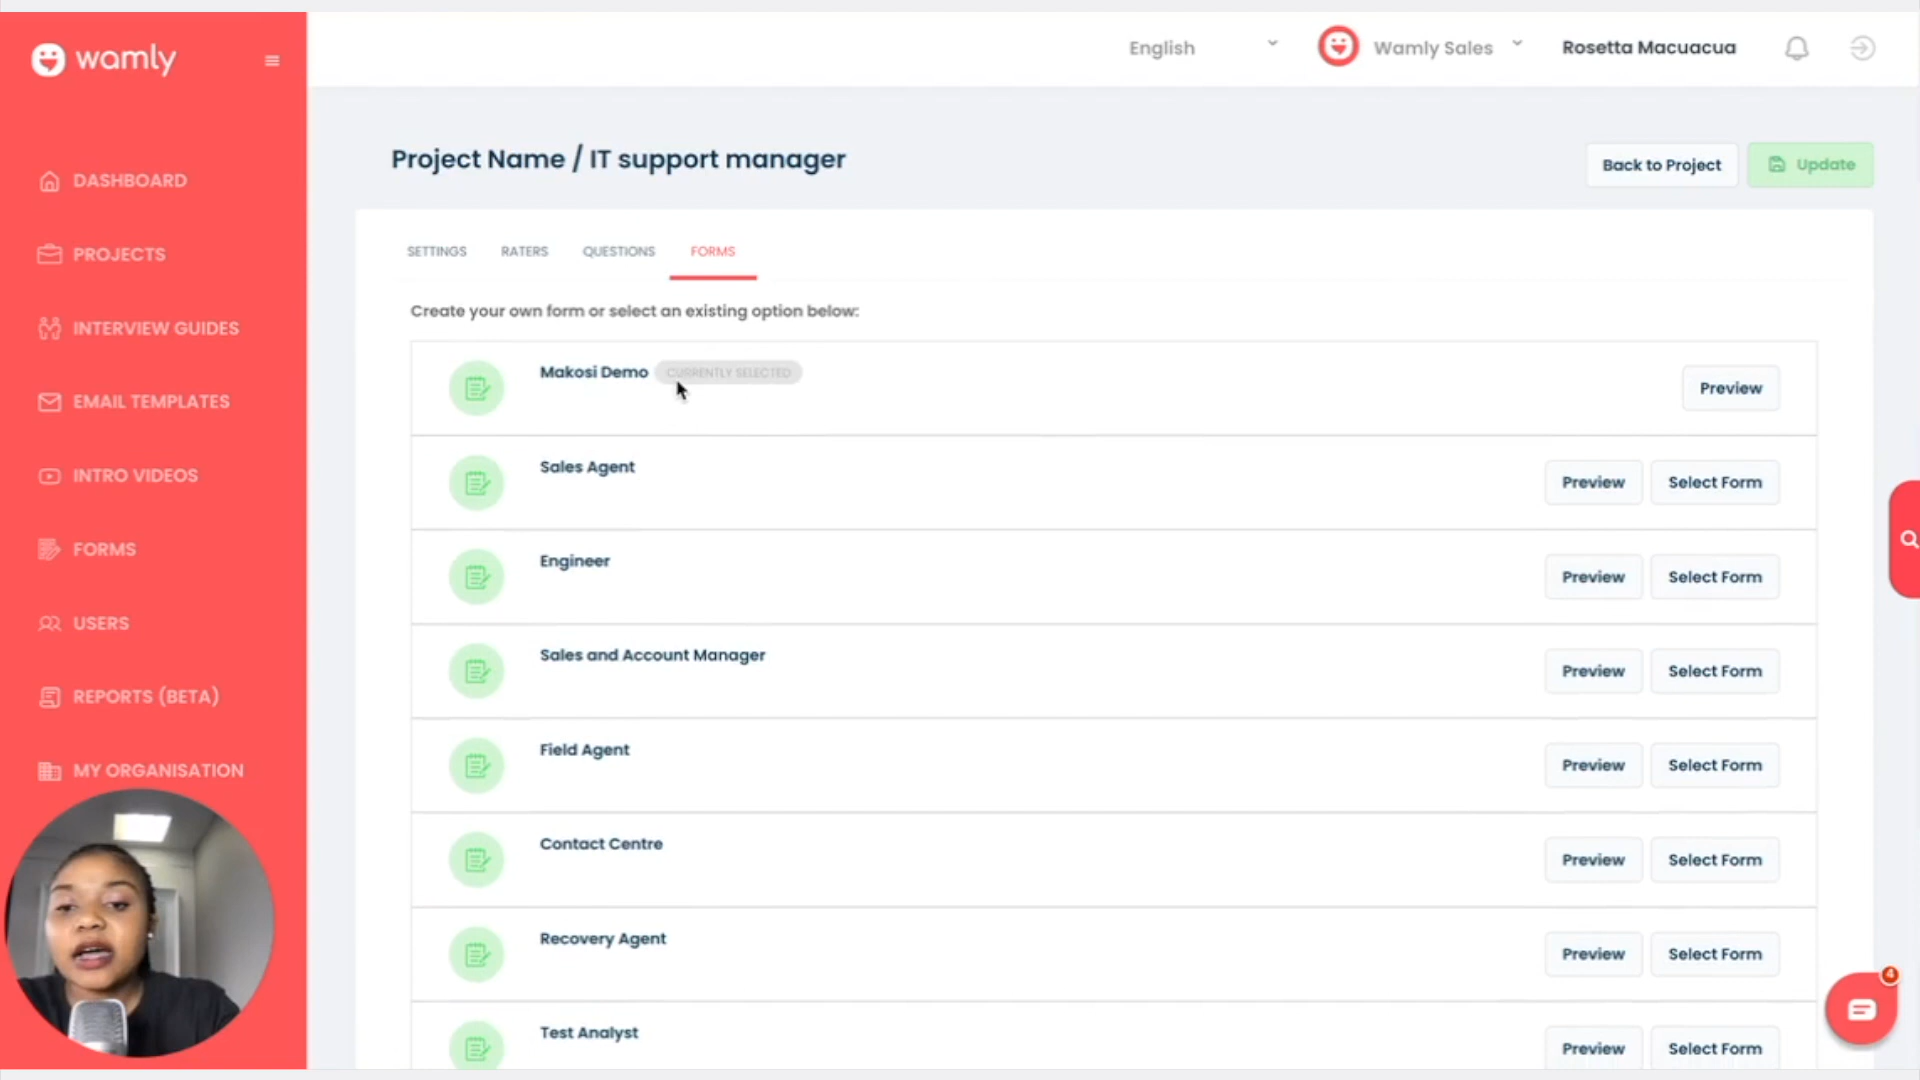 wamly
English
Wamly Sales
Rosetta Macuacua
DASHBOARD
PROJECTS
INTERVIEW GUIDES
EMAIL TEMPLATES
INTRO VIDEOS
FORMS
USERS
REPORTS (BETA)
MY ORGANISATION
Project Name / IT support manager
Back to Project
Update
SETTINGS
RATERS
QUESTIONS
FORMS
Create your own form or select an existing option below:
Makosi Demo CURRENTLY SELECTED
Preview
Sales Agent
Preview
Select Form
Engineer
Preview
Select Form
Sales and Account Manager
Preview
Select Form
Field Agent
Preview
Select Form
Contact Centre
Preview
Select Form
Recovery Agent
Preview
Select Form
Test Analyst
Preview
Select Form
4